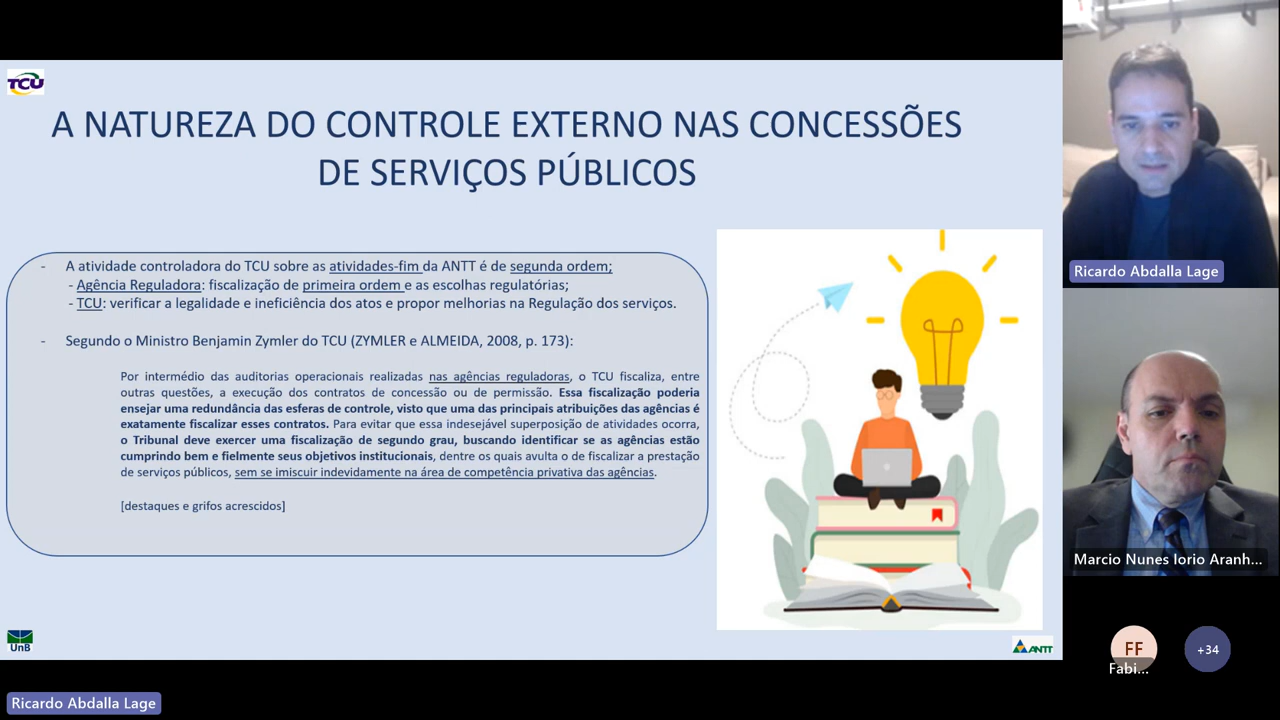 TCU
A NATUREZA DO CONTROLE EXTERNO NAS CONCESSÕES
DE SERVIÇOS PÚBLICOS
- A atividade controladora do TCU sobre as atividades-fim da ANTT é de segunda ordem;
- Agência Reguladora: fiscalização de primeira ordem e as escolhas regulatórias;
- TCU: verificar a legalidade e ineficiência dos atos e propor melhorias na Regulação dos serviços.
- Segundo o Ministro Benjamin Zymler do TCU (ZYMLER e ALMEIDA, 2008, p. 173):
Por intermédio das auditorias operacionais realizadas nas agências reguladoras, o TCU fiscaliza, entre
outras questões, a execução dos contratos de concessão ou de permissão. Essa fiscalização poderia
ensejar uma redundância das esferas de controle, visto que uma das principais atribuições das agências é
exatamente fiscalizar esses contratos. Para evitar que essa indesejável superposição de atividades ocorra,
o Tribunal deve exercer uma fiscalização de segundo grau, buscando identificar se as agências estão
cumprindo bem e fielmente seus objetivos institucionais, dentre os quais avulta o de fiscalizar a prestação
de serviços públicos, sem se imiscuir indevidamente na área de competência privativa das agências.
[destaques e grifos acrescidos]
UnB
ANTT
Ricardo Abdalla Lage
Ricardo Abdalla Lage
Marcio Nunes Iorio Aranh...
FF
Fabi...
+34